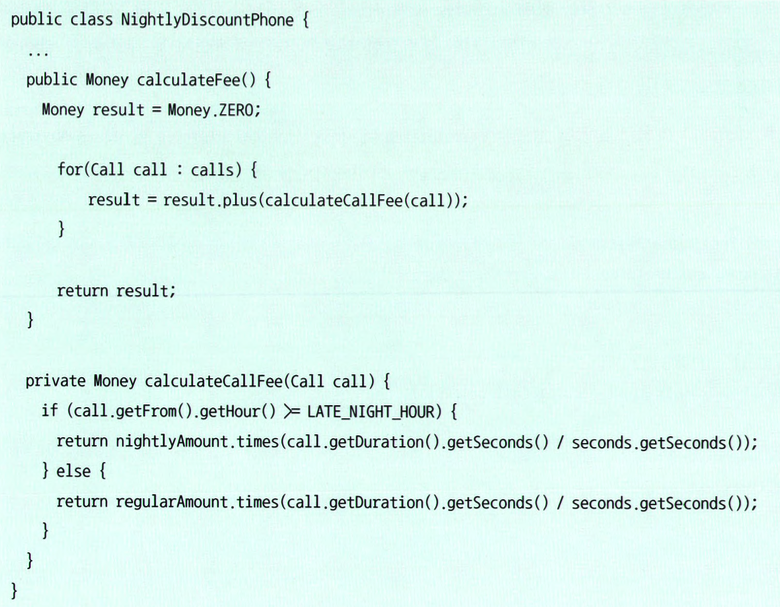 public class NightlyDiscountPhone {
...
public Money calculateFee() {
Money result = Money.ZERO;
for(Call call : calls) {
result = result.plus(calculateCallFee(call));
}
return result;
}
private Money calculateCallFee(Call call) {
if (call.getFrom().getHour() >= LATE_NIGHT_HOUR) {
return nightlyAmount.times(call.getDuration().getSeconds() / seconds.getSeconds());
} else {
return regularAmount.times(call.getDuration().getSeconds() / seconds.getSeconds());
}
}
}